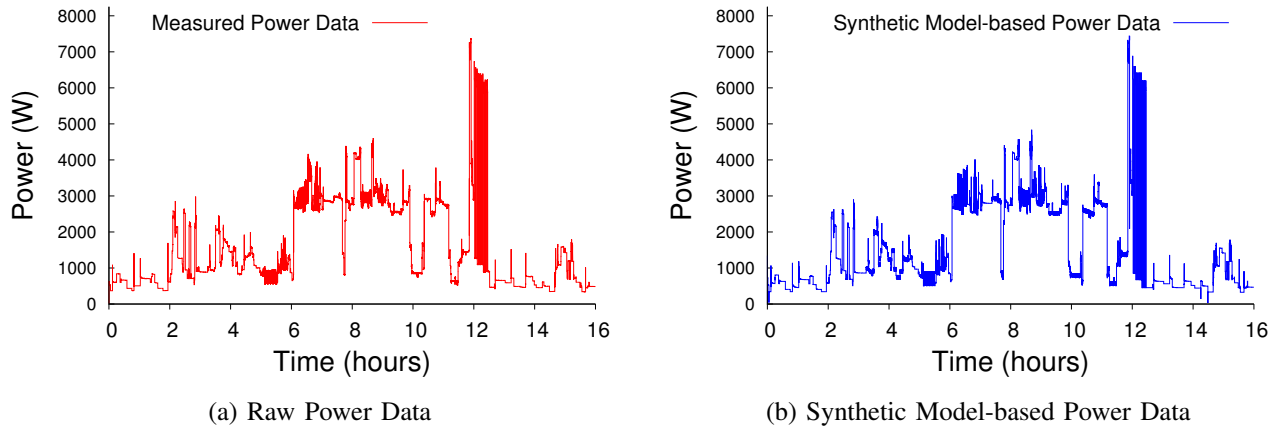 Measured Power Data
8000
7000
6000
5000
4000
3000
2000
1000
0
Power (W)
0 2 4 6 8 10 12 14 16
Time (hours)
(a) Raw Power Data
Synthetic Model-based Power Data
8000
7000
6000
5000
4000
3000
2000
1000
0
Power (W)
0 2 4 6 8 10 12 14 16
Time (hours)
(b) Synthetic Model-based Power Data